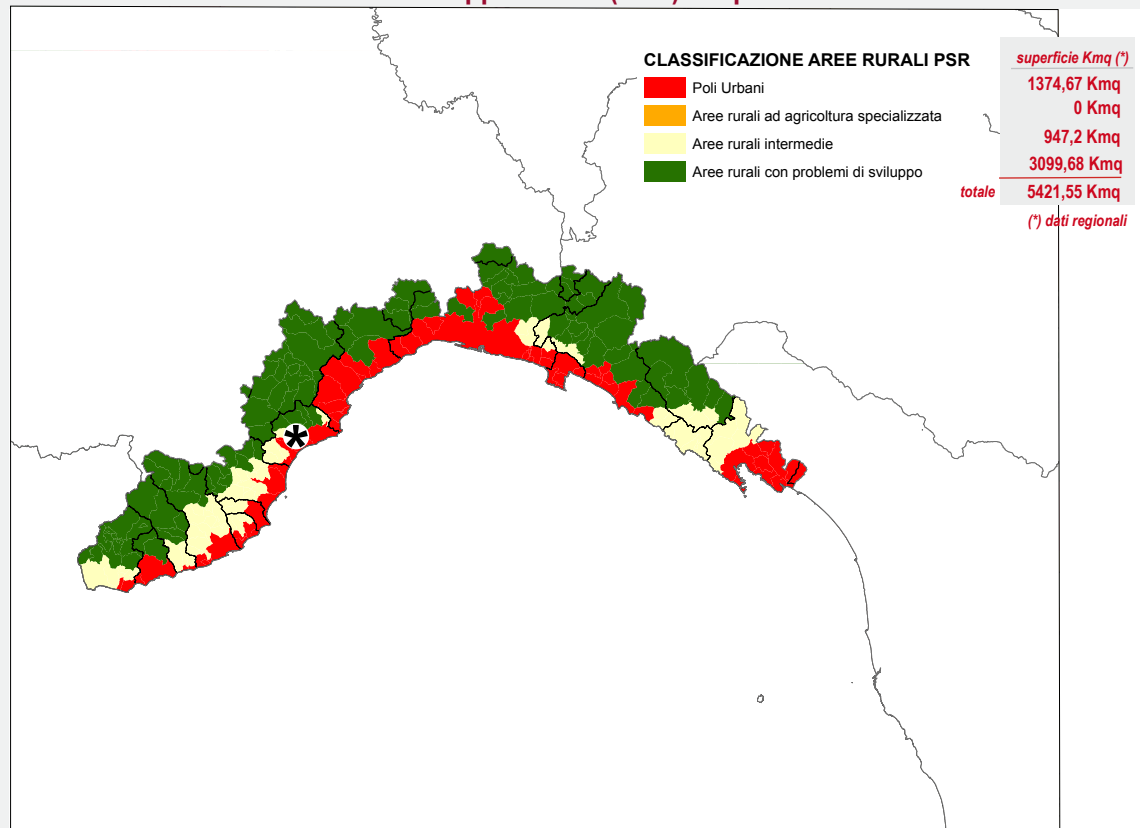 CLASSIFICAZIONE AREE RURALI PSR
superficie Kmq (*)
Poli Urbani
1374,67 Kmq
Aree rurali ad agricoltura specializzata
0 Kmq
Aree rurali intermedie
947,2 Kmq
Aree rurali con problemi di sviluppo
3099,68 Kmq
totale 5421,55 Kmq
(*) dati regionali
*